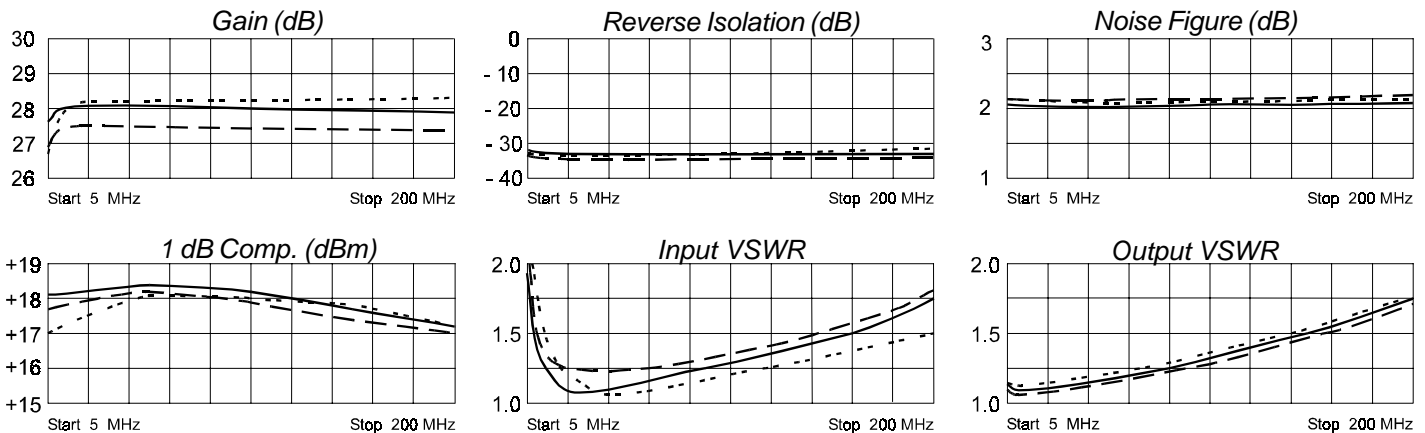 Gain (dB)
30
29
28
27
26
Start 5 MHz
Stop 200 MHz
Reverse Isolation (dB)
0
- 10
- 20
- 30
- 40
Start 5 MHz
Stop 200 MHz
Noise Figure (dB)
3
2
1
Start 5 MHz
Stop 200 MHz
1 dB Comp. (dBm)
+19
+18
+17
+16
+15
Start 5 MHz
Stop 200 MHz
Input VSWR
2.0
1.5
1.0
Start 5 MHz
Stop 200 MHz
Output VSWR
2.0
1.5
1.0
Start 5 MHz
Stop 200 MHz